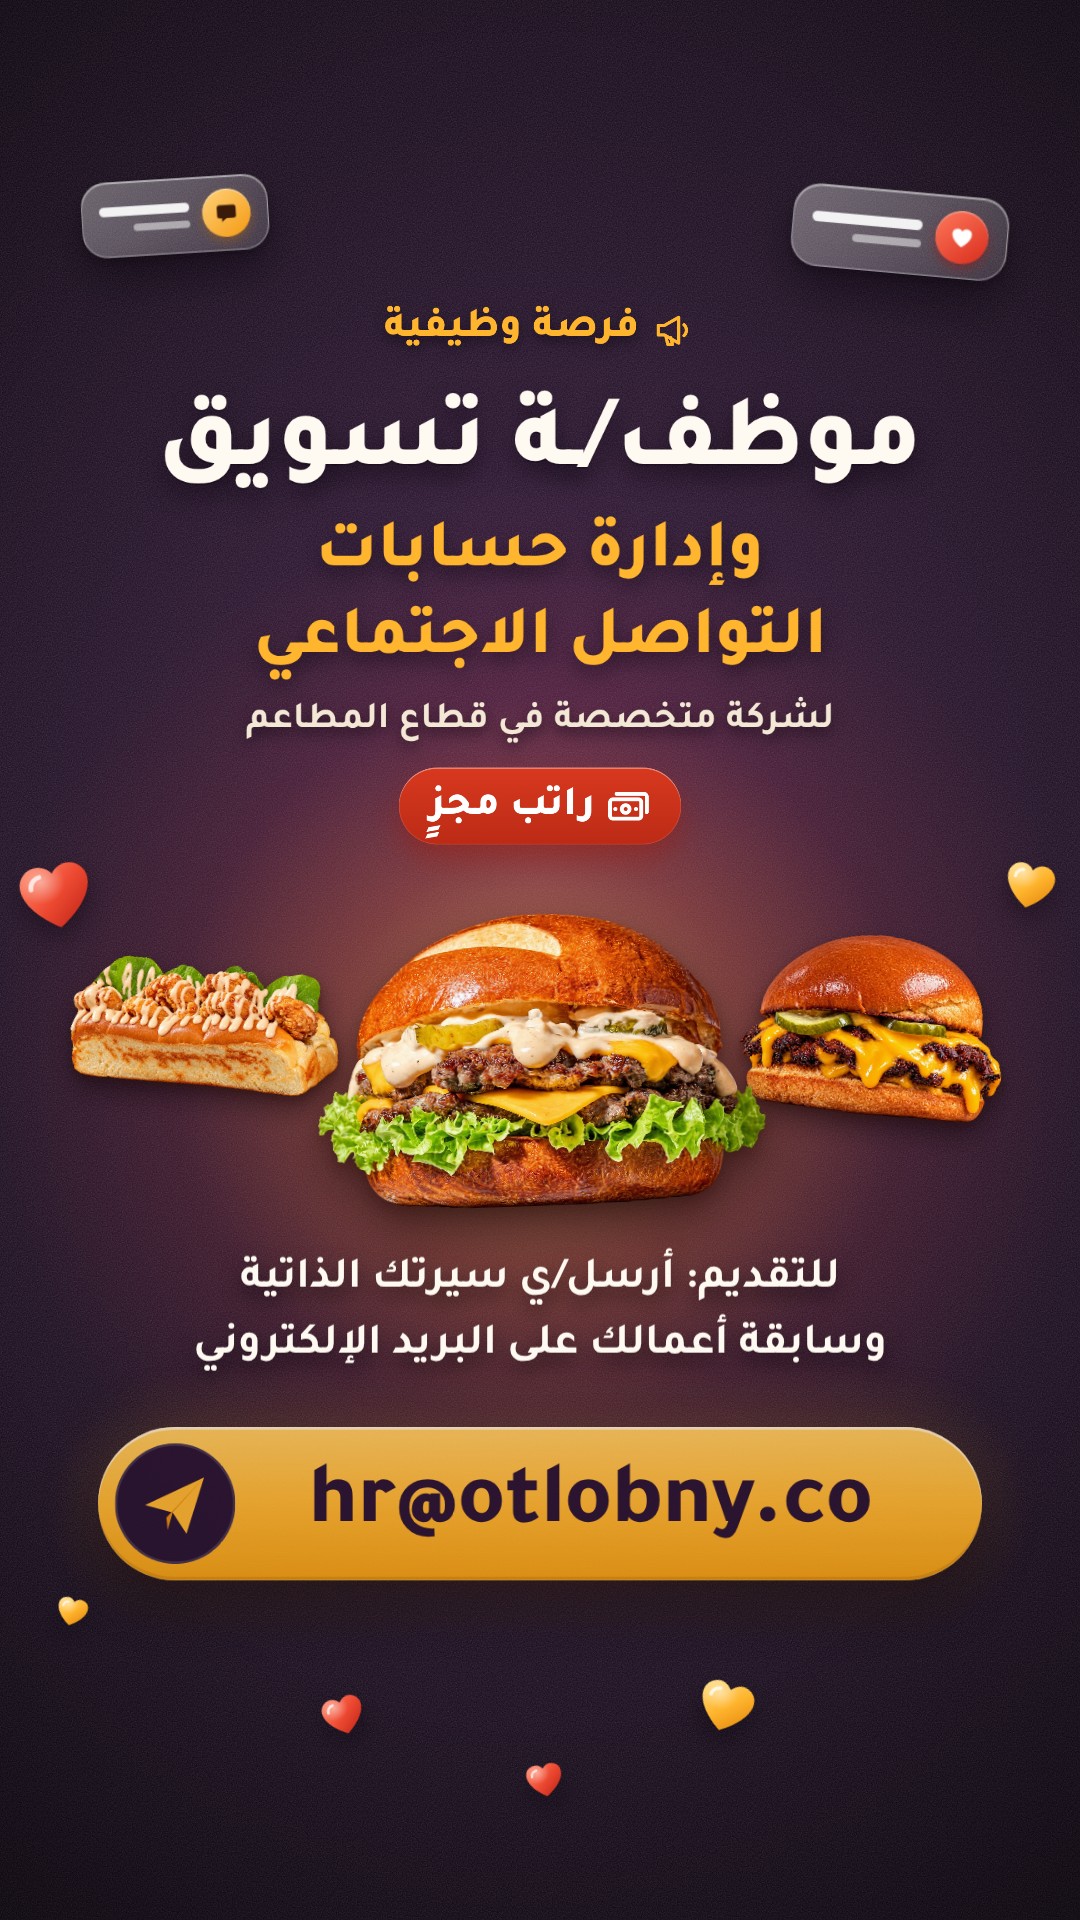 فرصة وظيفية
موظف/ـة تسويق
وإدارة حسابات
التواصل الاجتماعي
لشركة متخصصة في قطاع المطاعم
راتب مجزٍ
للتقديم: أرسل/ي سيرتك الذاتية
وسابقة أعمالك على البريد الإلكتروني
hr@otlobny.co